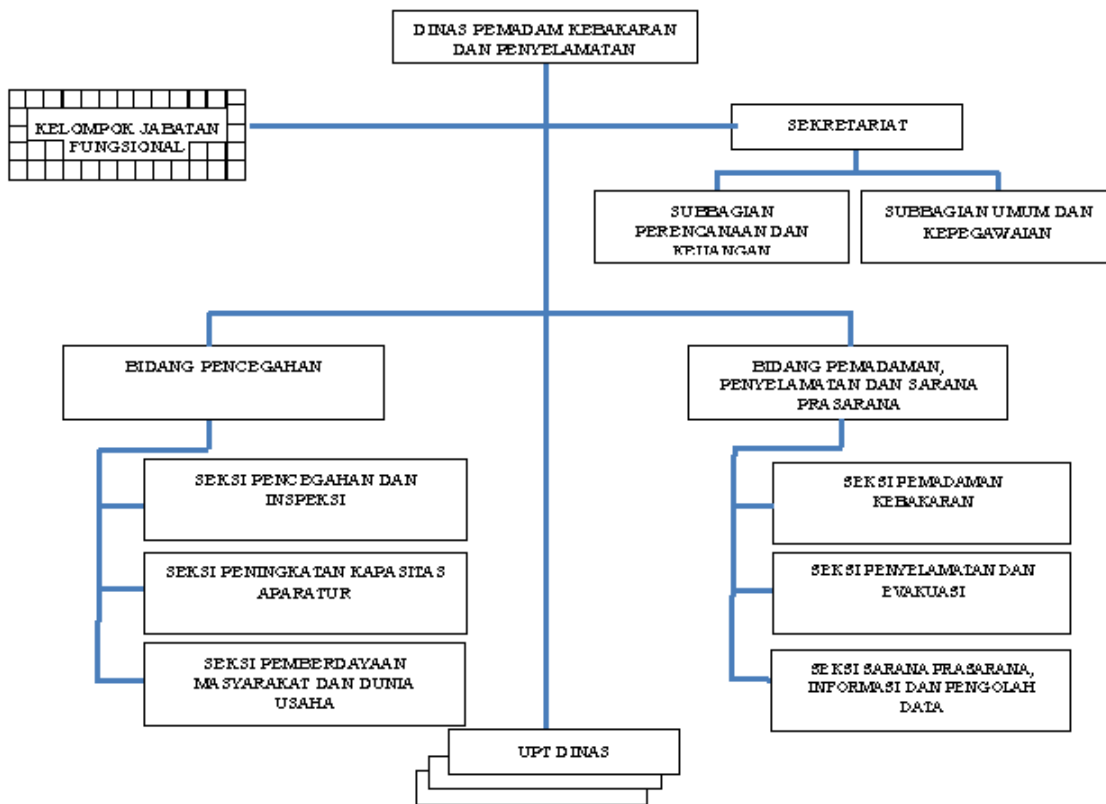 DINAS PEMADAM KEBAKARAN
DAN PENYELAMATAN
KELOMPOK JABATAN
FUNGSIONAL
SEKRETARIAT
SUBBAGIAN
PERENCANAAN DAN
KEUANGAN
SUBBAGIAN UMUM DAN
KEPEGAWAIAN
BIDANG PENCEGAHAN
BIDANG PEMADAMAN,
PENYELAMATAN DAN SARANA
PRASARANA
SEKSI PENCEGAHAN DAN
INSPEKSI
SEKSI PENINGKATAN KAPASITAS
APARATUR
SEKSI PEMBERDAYAAN
MASYARAKAT DAN DUNIA
USAHA
SEKSI PEMADAMAN
KEBAKARAN
SEKSI PENYELAMATAN DAN
EVAKUASI
SEKSI SARANA PRASARANA,
INFORMASI DAN PENGOLAH
DATA
UPT DINAS